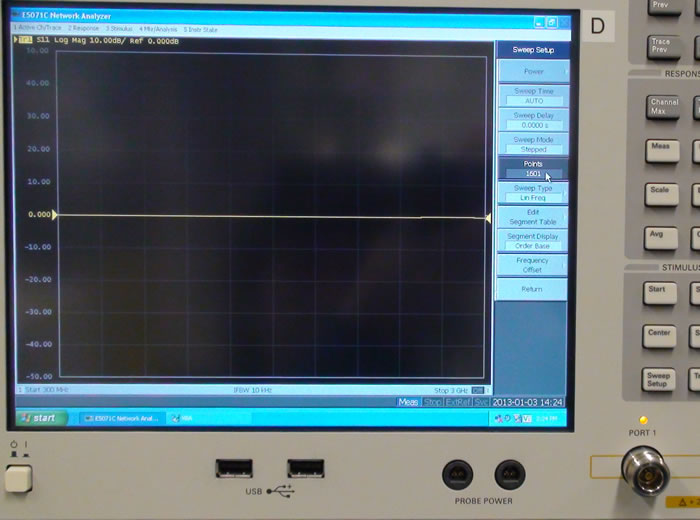 E5071C Network Analyzer
1 Active Ch/Trace 2 Response 3 Stimulus 4 Mkr/Analysis 5 Instr State
Tr1 S11 Log Mag 10.00dB/ Ref 0.000dB
50.00
40.00
30.00
20.00
10.00
0.000
-10.00
-20.00
-30.00
-40.00
-50.00
1 Start 300 MHz IFBW 10 kHz Stop 3 GHz Off
Meas Stop ExtRef Svc 2013-01-03 14:24
Sweep Setup
Power
Sweep Time
AUTO
Sweep Delay
0.0000 s
Sweep Mode
Stepped
Points
1601
Sweep Type
Lin Freq
Edit
Segment Table
Segment Display
Order Base
Frequency
Offset
Return
start
E5071C Network Anal...
VBA
2:24 PM
D
Prev
Trace
Prev
RESPON
Channel
Max
Meas
Scale
Avg
STIMULUS
Start
Center
Sweep
Setup
PORT 1
USB
PROBE POWER